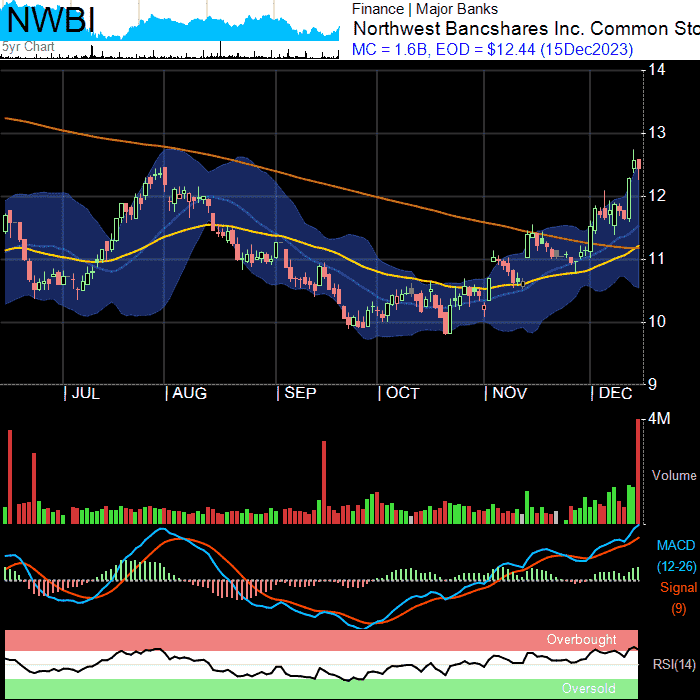 NWBI
5yr Chart
Finance | Major Banks
Northwest Bancshares Inc. Common Sto
MC = 1.6B, EOD = $12.44 (15Dec2023)
14
13
12
11
10
9
JUL AUG SEP OCT NOV DEC
4M
Volume
MACD
(12-26)
Signal
(9)
Overbought
RSI(14)
Oversold